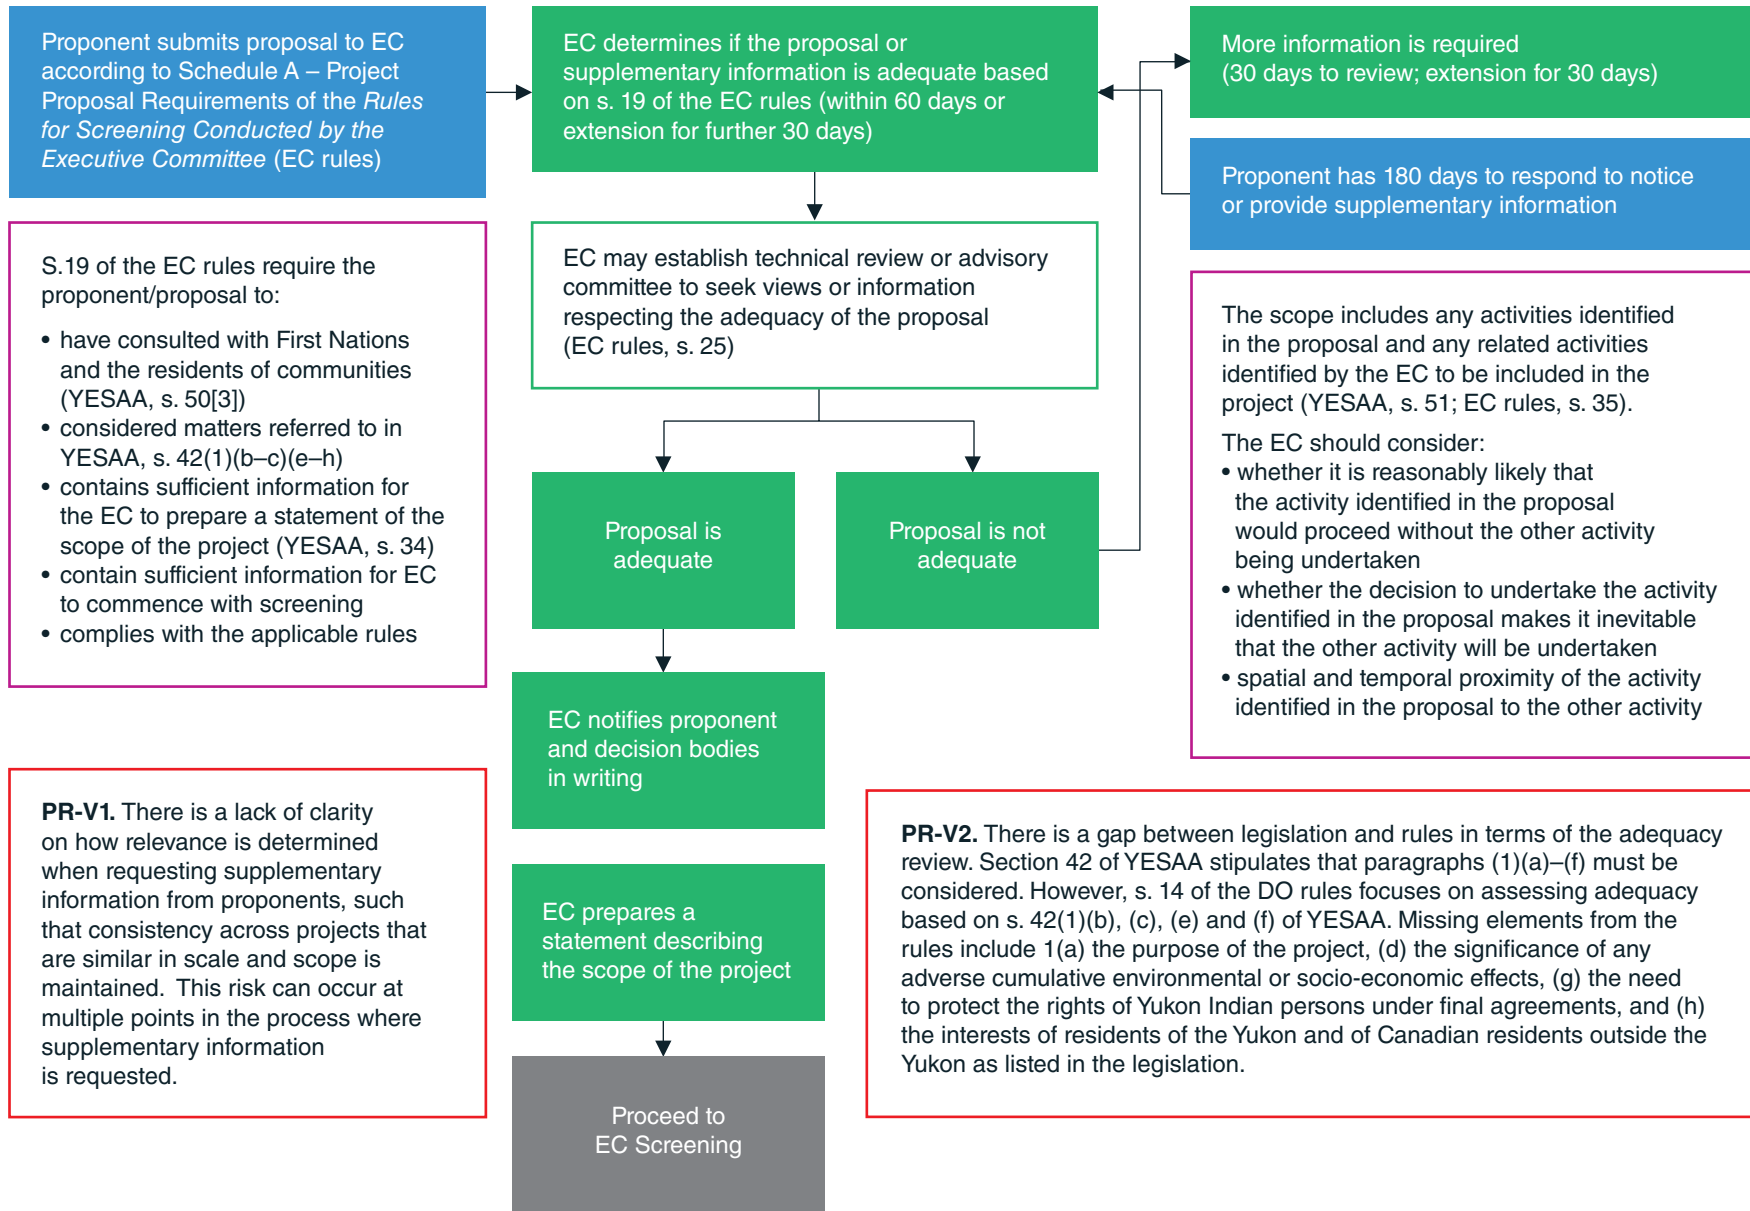 Proponent submits proposal to EC
according to Schedule A – Project
Proposal Requirements of the Rules
for Screening Conducted by the
Executive Committee (EC rules)
EC determines if the proposal or
supplementary information is adequate based
on s. 19 of the EC rules (within 60 days or
extension for further 30 days)
More information is required
(30 days to review; extension for 30 days)
Proponent has 180 days to respond to notice
or provide supplementary information
S.19 of the EC rules require the
proponent/proposal to:
• have consulted with First Nations
and the residents of communities
(YESAA, s. 50[3])
• considered matters referred to in
YESAA, s. 42(1)(b–c)(e–h)
• contains sufficient information for
the EC to prepare a statement of the
scope of the project (YESAA, s. 34)
• contain sufficient information for EC
to commence with screening
• complies with the applicable rules
EC may establish technical review or advisory
committee to seek views or information
respecting the adequacy of the proposal
(EC rules, s. 25)
The scope includes any activities identified
in the proposal and any related activities
identified by the EC to be included in the
project (YESAA, s. 51; EC rules, s. 35).
The EC should consider:
• whether it is reasonably likely that
the activity identified in the proposal
would proceed without the other activity
being undertaken
• whether the decision to undertake the activity
identified in the proposal makes it inevitable
that the other activity will be undertaken
• spatial and temporal proximity of the activity
identified in the proposal to the other activity
Proposal is
adequate
Proposal is not
adequate
EC notifies proponent
and decision bodies
in writing
PR-V1. There is a lack of clarity
on how relevance is determined
when requesting supplementary
information from proponents, such
that consistency across projects that
are similar in scale and scope is
maintained. This risk can occur at
multiple points in the process where
supplementary information
is requested.
EC prepares a
statement describing
the scope of the project
PR-V2. There is a gap between legislation and rules in terms of the adequacy
review. Section 42 of YESAA stipulates that paragraphs (1)(a)–(f) must be
considered. However, s. 14 of the DO rules focuses on assessing adequacy
based on s. 42(1)(b), (c), (e) and (f) of YESAA. Missing elements from the
rules include 1(a) the purpose of the project, (d) the significance of any
adverse cumulative environmental or socio-economic effects, (g) the need
to protect the rights of Yukon Indian persons under final agreements, and (h)
the interests of residents of the Yukon and of Canadian residents outside the
Yukon as listed in the legislation.
Proceed to
EC Screening